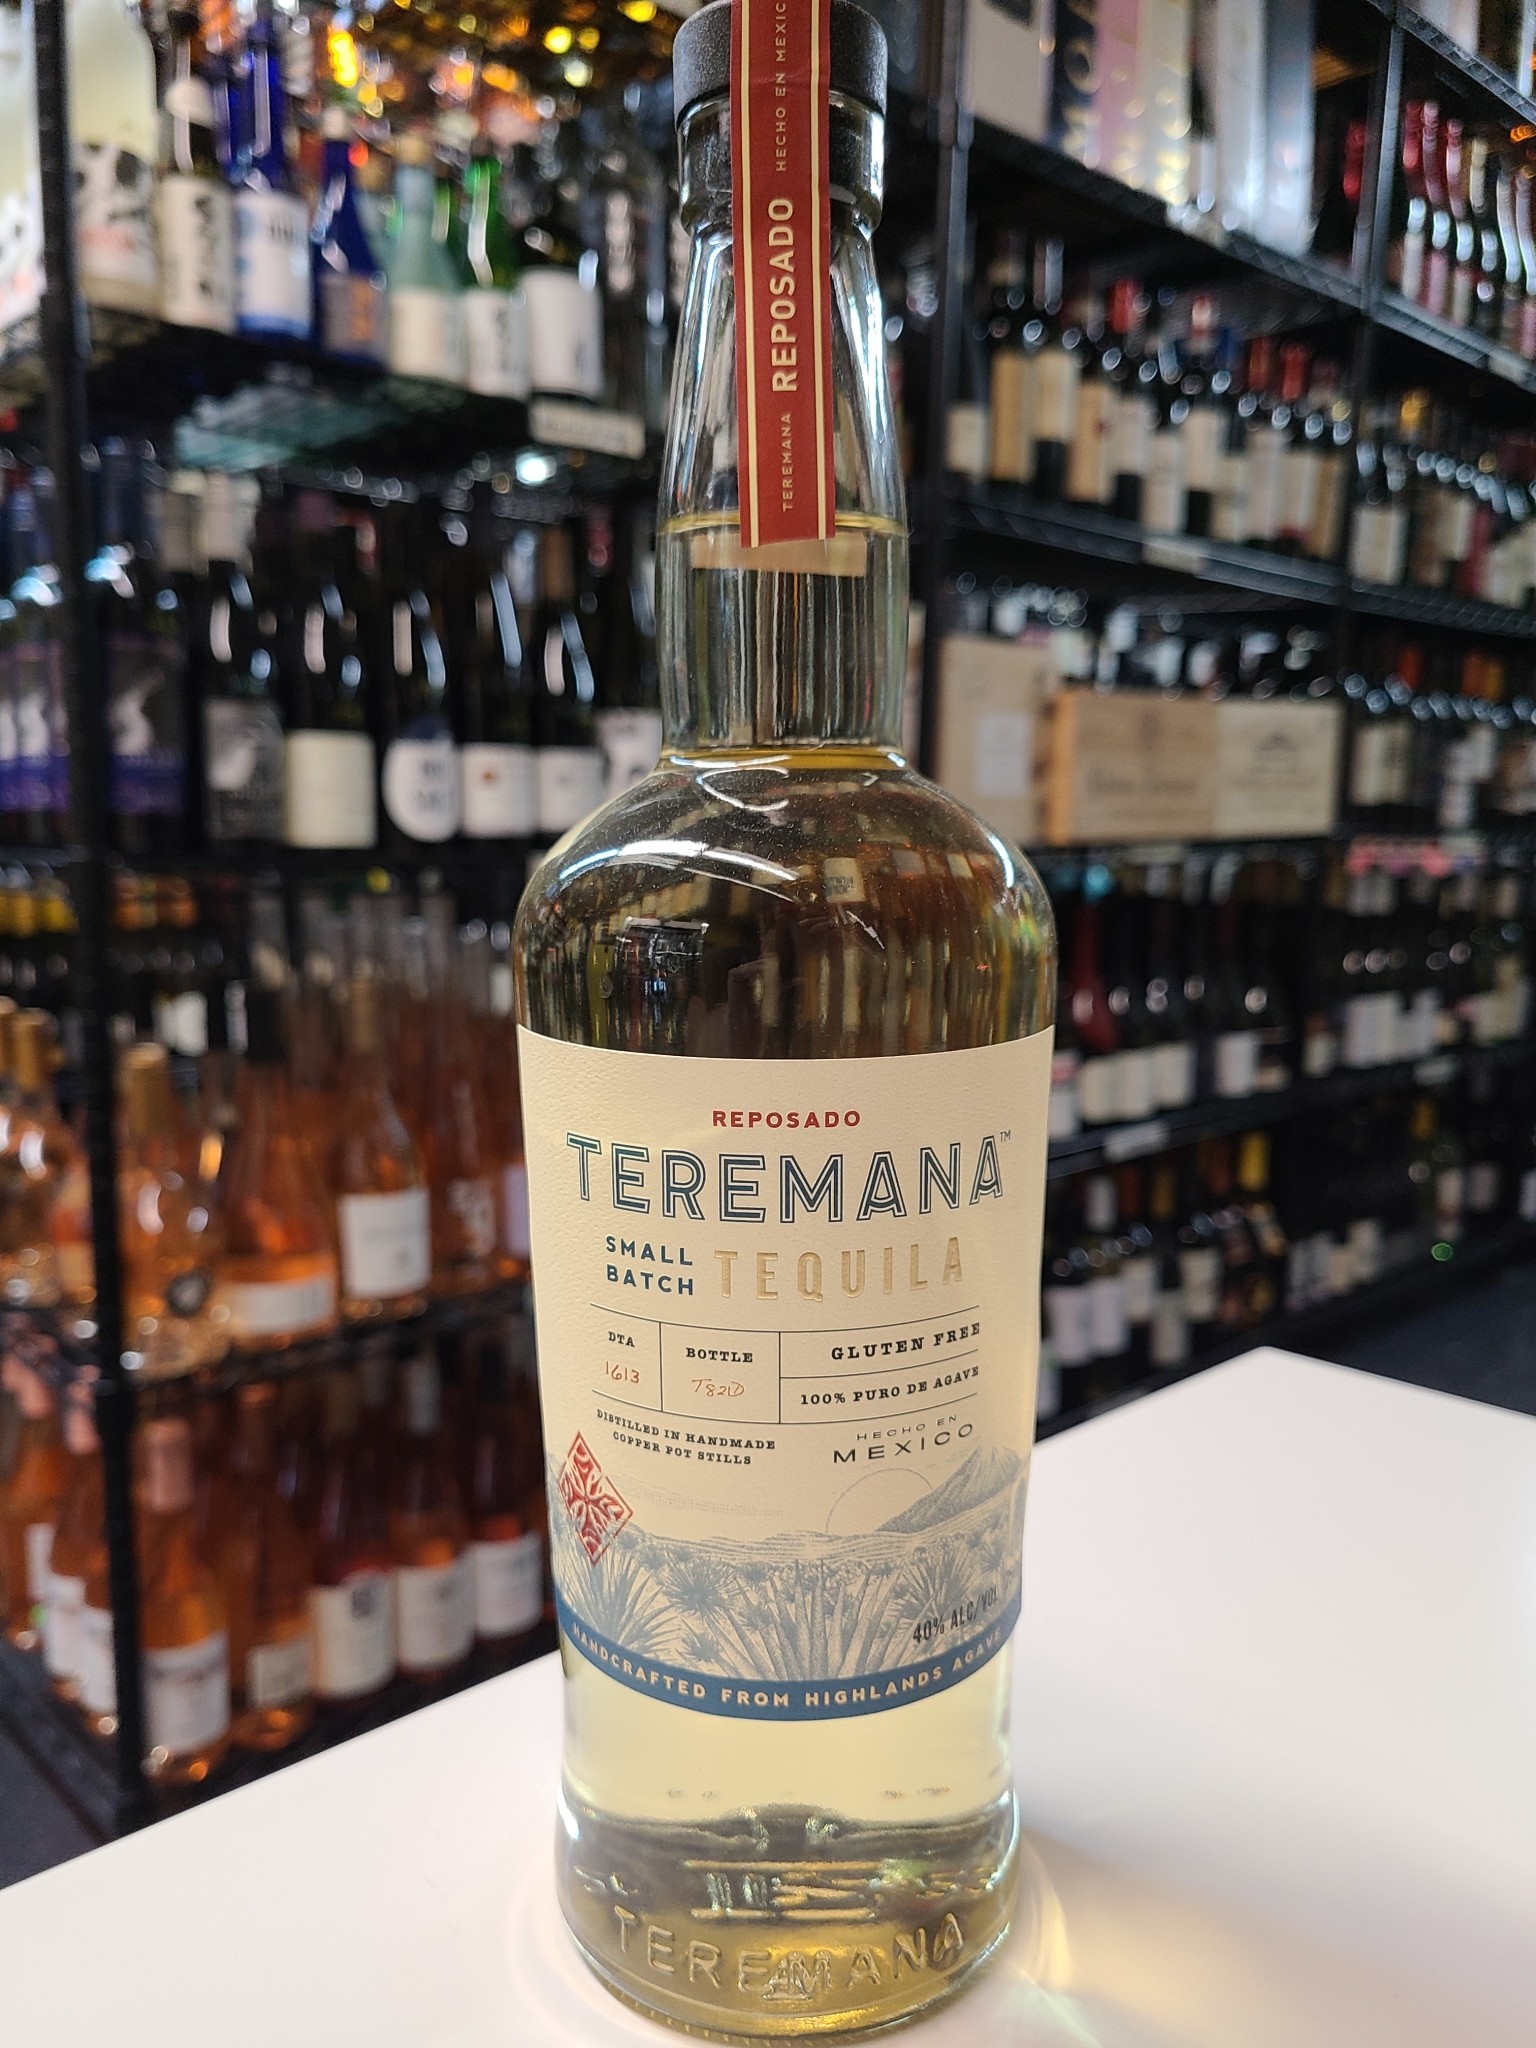 HECHO EN MEXIC
REPOSADO
TEREMANA
REPOSADO
TEREMANA™
SMALL
BATCH
TEQUILA
DTA
1613
BOTTLE
T82D
GLUTEN FREE
100% PURO DE AGAVE
DISTILLED IN HANDMADE
COPPER POT STILLS
HECHO EN
MEXICO
40% ALC/VOL
HANDCRAFTED FROM HIGHLANDS AGAVE
TEREMANA